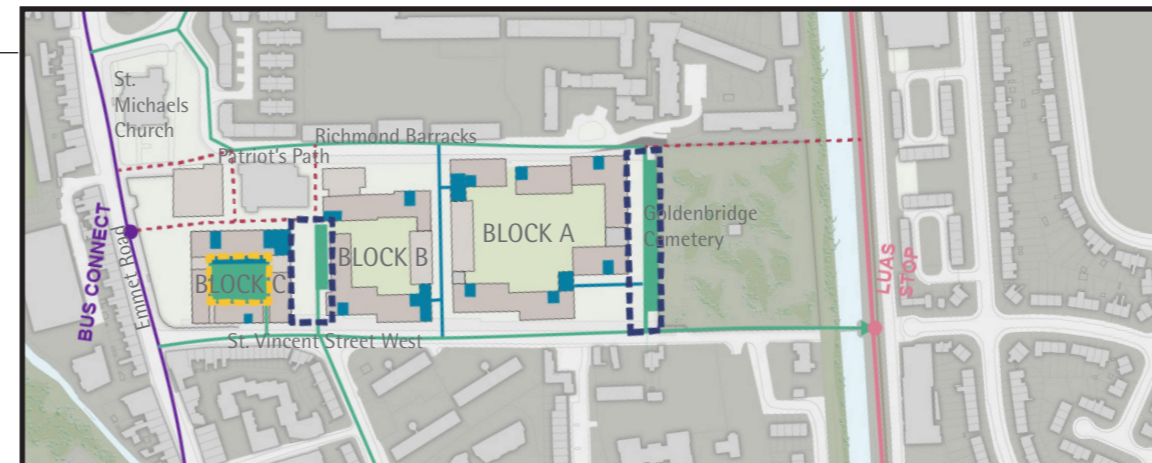 St.
Michaels
Church
Richmond Barracks
Patriot's Path
BUS CONNECT
Emmet Road
BLOCK C
BLOCK B
BLOCK A
Goldenbridge
Cemetery
LUAS
STOP
St. Vincent Street West